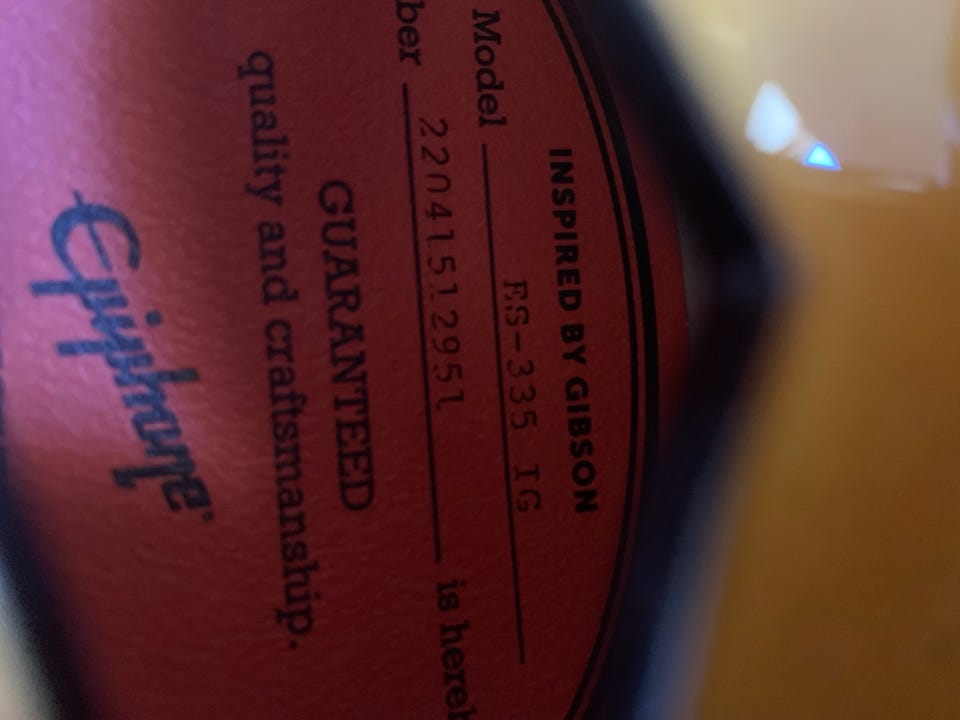 INSPIRED BY GIBSON
Model ES-335 IG
ber 22041512951 is hereb
GUARANTEED
quality and craftsmanship.
Epiphone®